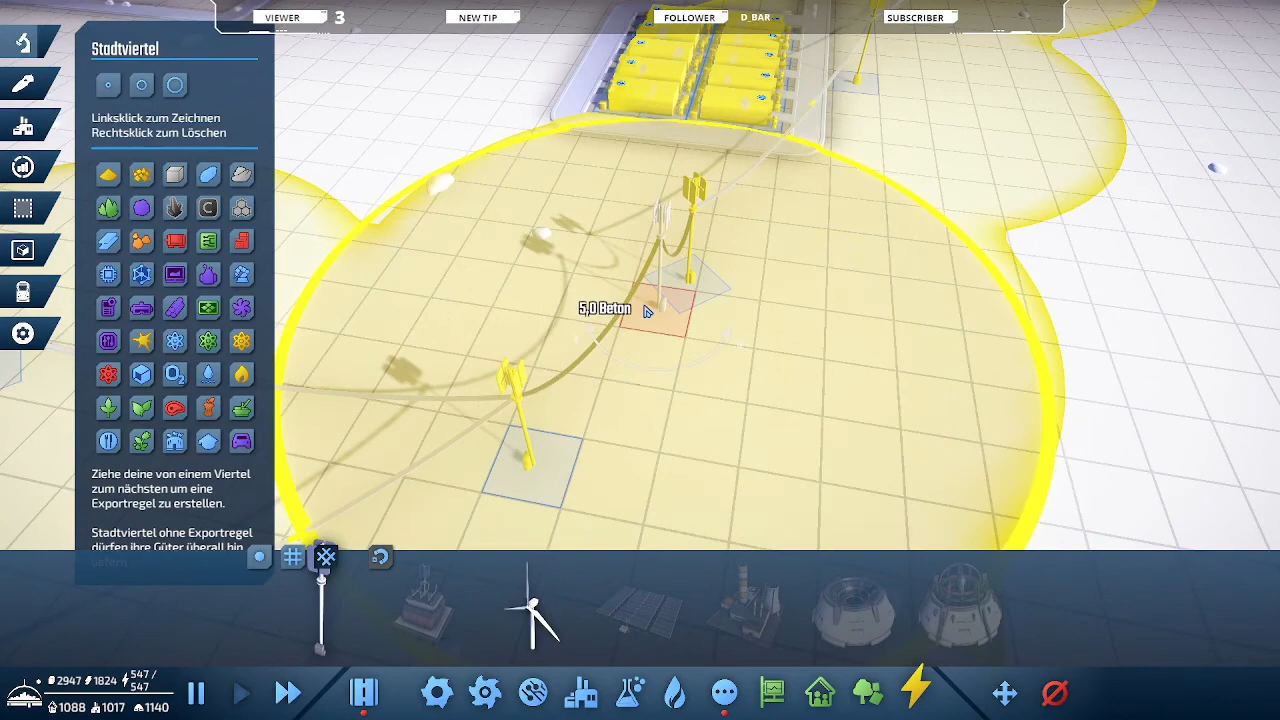 VIEWER 3 NEW TIP FOLLOWER D_BAR SUBSCRIBER
Stadtviertel
Linksklick zum Zeichnen
Rechtsklick zum Löschen
5,0 Beton
Ziehe deine von einem Viertel
zum nächsten um eine
Exportregel zu erstellen.
Stadtviertel ohne Exportregel
dürfen ihre Güter überall hin
liefern
2947 1824 547 /
547
1088 1017 1140